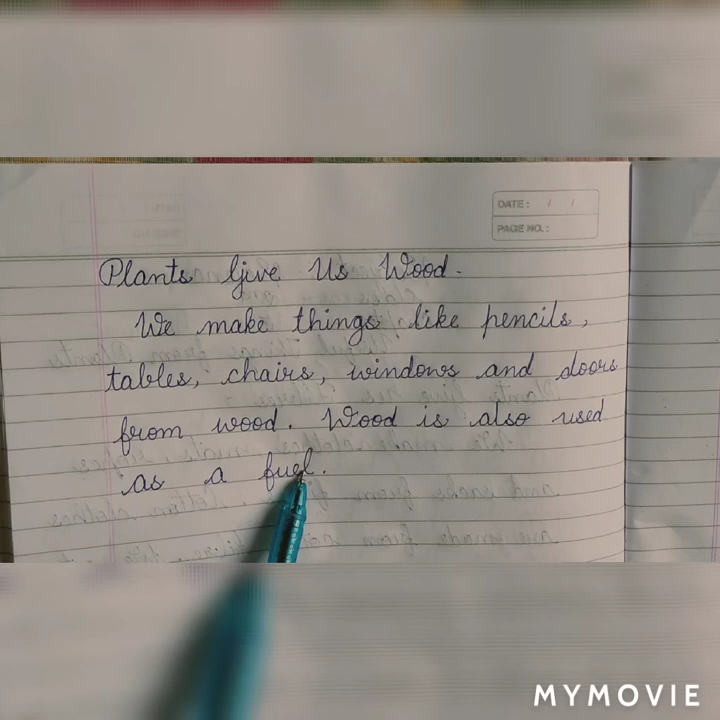 DATE: / /
PAGE NO.:
Plants Give Us Wood.
We make things like pencils,
tables, chairs, windows and doors
from wood. Wood is also used
as a fuel.
MYMOVIE